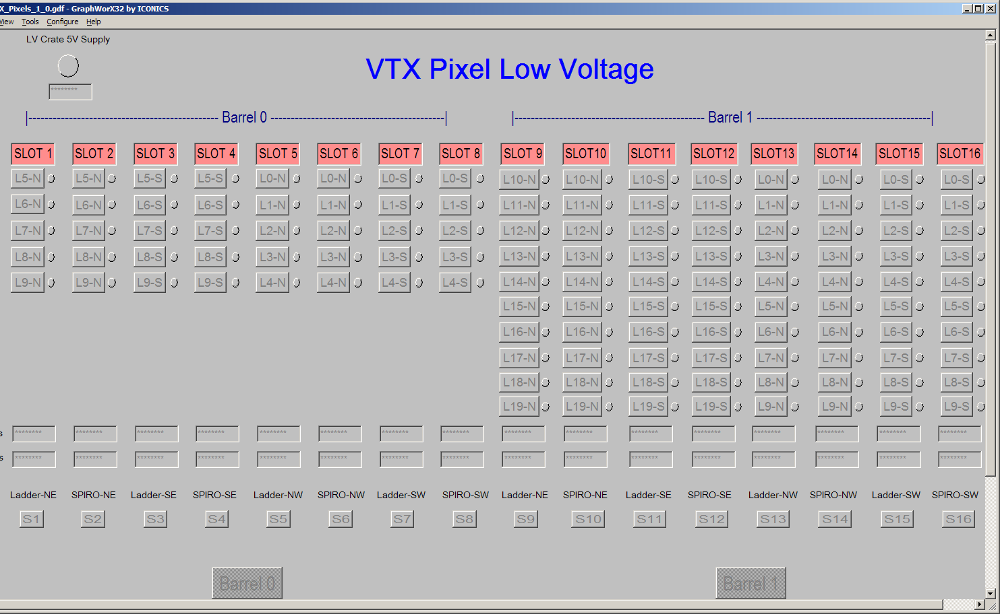 X_Pixels_1_0.gdf - GraphWorX32 by ICONICS
View Tools Configure Help
LV Crate 5V Supply
VTX Pixel Low Voltage
********
|----------------------------------------------- Barrel 0 -------------------------------------------| |----------------------------------------------- Barrel 1 -------------------------------------------|
SLOT 1 SLOT 2 SLOT 3 SLOT 4 SLOT 5 SLOT 6 SLOT 7 SLOT 8 SLOT 9 SLOT10 SLOT11 SLOT12 SLOT13 SLOT14 SLOT15 SLOT16
L5-N L5-N L5-S L5-S L0-N L0-N L0-S L0-S L10-N L10-N L10-S L10-S L0-N L0-N L0-S L0-S
L6-N L6-N L6-S L6-S L1-N L1-N L1-S L1-S L11-N L11-N L11-S L11-S L1-N L1-N L1-S L1-S
L7-N L7-N L7-S L7-S L2-N L2-N L2-S L2-S L12-N L12-N L12-S L12-S L2-N L2-N L2-S L2-S
L8-N L8-N L8-S L8-S L3-N L3-N L3-S L3-S L13-N L13-N L13-S L13-S L3-N L3-N L3-S L3-S
L9-N L9-N L9-S L9-S L4-N L4-N L4-S L4-S L14-N L14-N L14-S L14-S L4-N L4-N L4-S L4-S
L15-N L15-N L15-S L15-S L5-N L5-N L5-S L5-S
L16-N L16-N L16-S L16-S L6-N L6-N L6-S L6-S
L17-N L17-N L17-S L17-S L7-N L7-N L7-S L7-S
L18-N L18-N L18-S L18-S L8-N L8-N L8-S L8-S
L19-N L19-N L19-S L19-S L9-N L9-N L9-S L9-S
s ******** ******** ******** ******** ******** ******** ******** ******** ******** ******** ******** ******** ******** ******** ******** ********
s ******** ******** ******** ******** ******** ******** ******** ******** ******** ******** ******** ******** ******** ******** ******** ********
Ladder-NE SPIRO-NE Ladder-SE SPIRO-SE Ladder-NW SPIRO-NW Ladder-SW SPIRO-SW Ladder-NE SPIRO-NE Ladder-SE SPIRO-SE Ladder-NW SPIRO-NW Ladder-SW SPIRO-SW
S1 S2 S3 S4 S5 S6 S7 S8 S9 S10 S11 S12 S13 S14 S15 S16
Barrel 0 Barrel 1